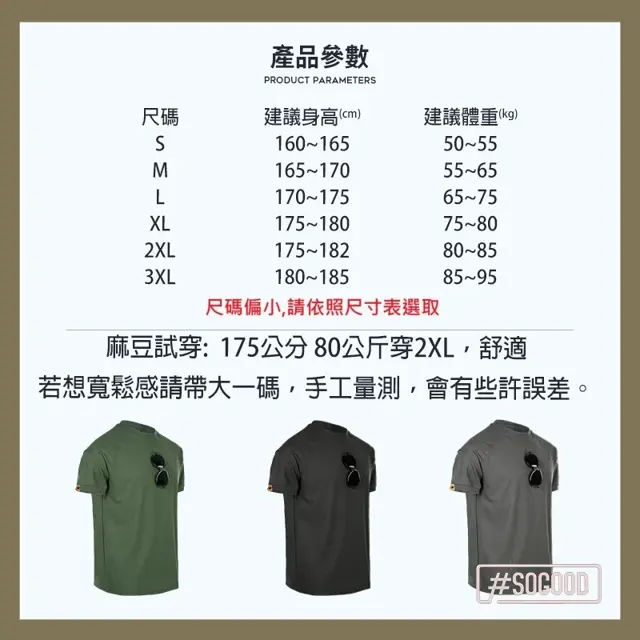 產品參數
PRODUCT PARAMETERS
尺碼 建議身高(cm) 建議體重(kg)
S 160~165 50~55
M 165~170 55~65
L 170~175 65~75
XL 175~180 75~80
2XL 175~182 80~85
3XL 180~185 85~95
尺碼偏小,請依照尺寸表選取
麻豆試穿: 175公分 80公斤穿2XL，舒適
若想寬鬆感請帶大一碼，手工量測，會有些許誤差。
#SOGOOD